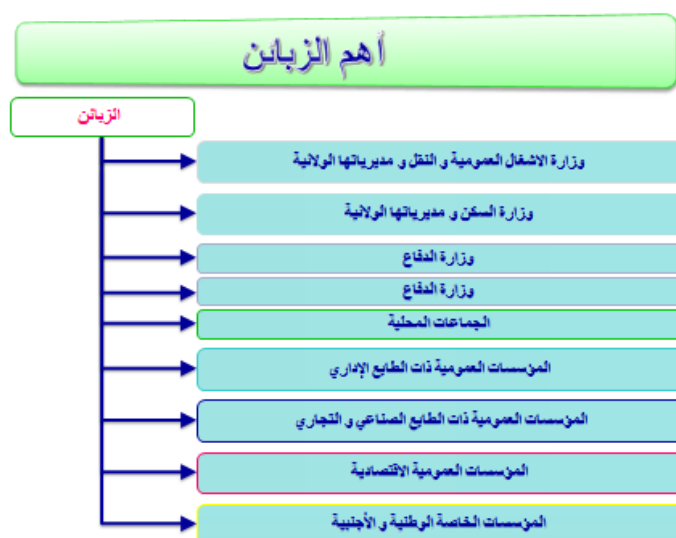 أهم الزبائن
الزبائن
وزارة الاشغال العمومية و النقل و مديرياتها الولائية
وزارة السكن و مديرياتها الولائية
وزارة الدفاع
وزارة الدفاع
الجماعات المحلية
المؤسسات العمومية ذات الطابع الإداري
المؤسسات العمومية ذات الطابع الصناعي و التجاري
المؤسسات العمومية الاقتصادية
المؤسسات الخاصة الوطنية و الأجنبية